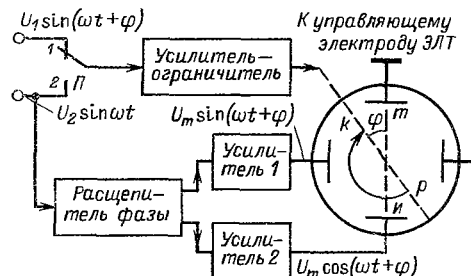 U₁sin(ωt+φ)
К управляющему
электроду ЭЛТ
1
Усилитель-
ограничитель
2 П
U₂sinωt
Uₘsin(ωt+φ)
k
φ
m
Усили-
тель 1
Расщепи-
тель фазы
p
И
Усили-
тель 2
Uₘcos(ωt+φ)